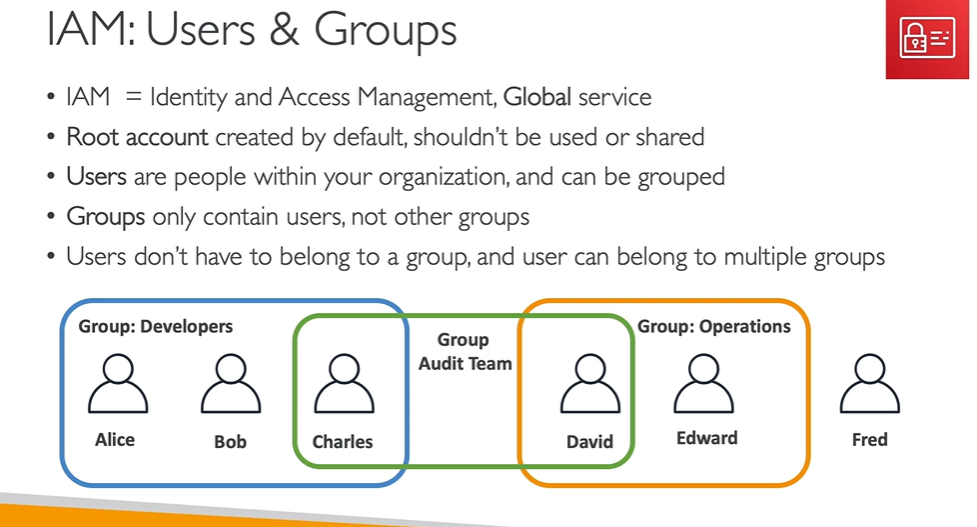 IAM: Users & Groups
• IAM = Identity and Access Management, Global service
• Root account created by default, shouldn't be used or shared
• Users are people within your organization, and can be grouped
• Groups only contain users, not other groups
• Users don't have to belong to a group, and user can belong to multiple groups
Group: Developers
Group
Audit Team
Group: Operations
Alice
Bob
Charles
David
Edward
Fred